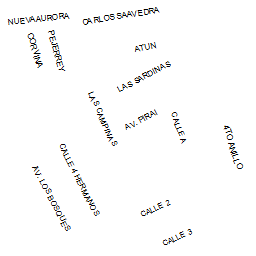 NUEVA AURORA
CARLOS SAAVEDRA
CORVINA
PEJERREY
ATUN
LAS SARDINAS
LAS CAMPINAS
AV. PIRAI
CALLE A
4TO ANILLO
CALLE 4 HERMANOS
AV. LOS BOSQUES
CALLE 2
CALLE 3